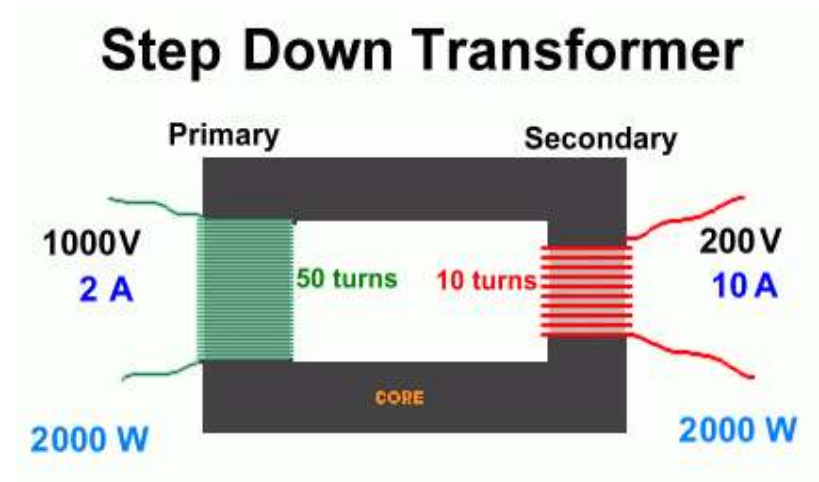 Step Down Transformer
Primary
Secondary
1000V
2 A
50 turns
10 turns
200V
10 A
CORE
2000 W
2000 W